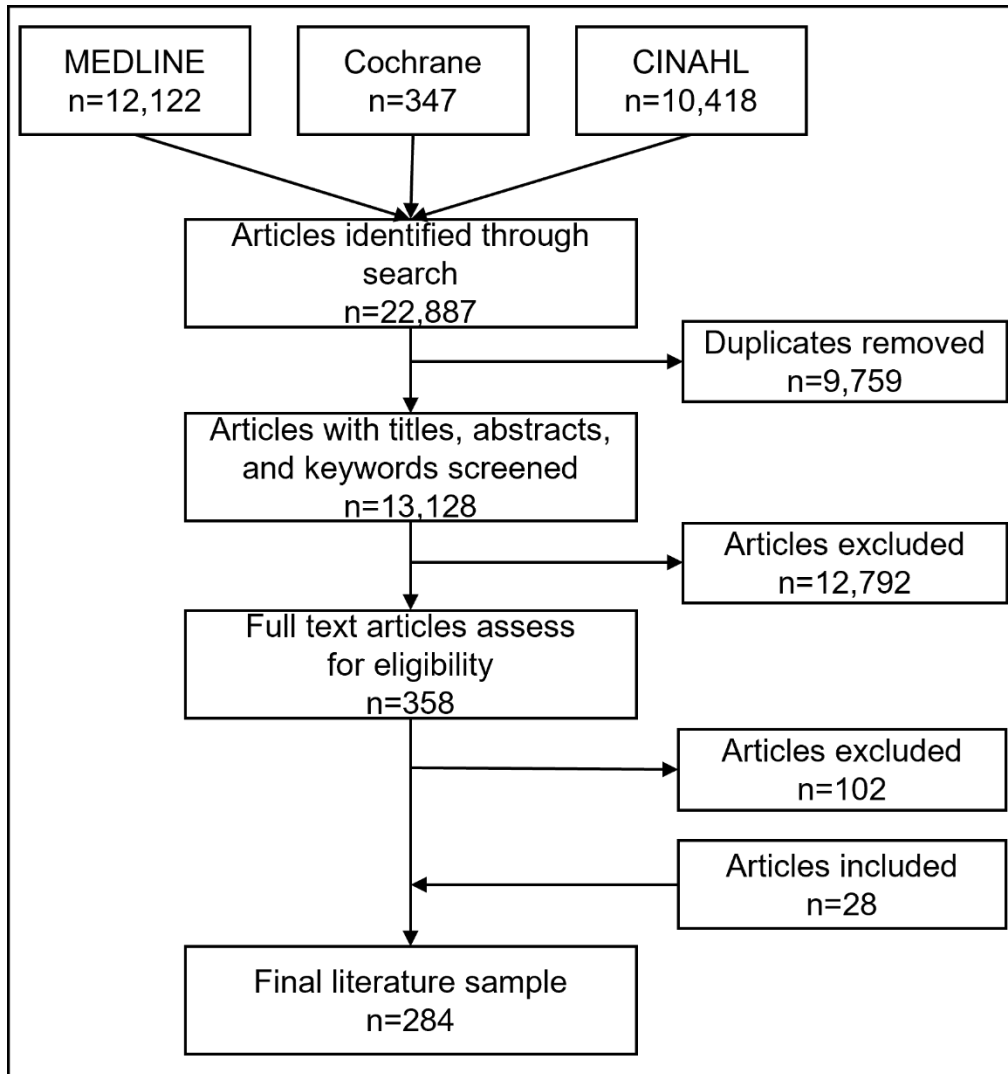 MEDLINE
n=12,122
Cochrane
n=347
CINAHL
n=10,418
Articles identified through
search
n=22,887
Duplicates removed
n=9,759
Articles with titles, abstracts,
and keywords screened
n=13,128
Articles excluded
n=12,792
Full text articles assess
for eligibility
n=358
Articles excluded
n=102
Articles included
n=28
Final literature sample
n=284